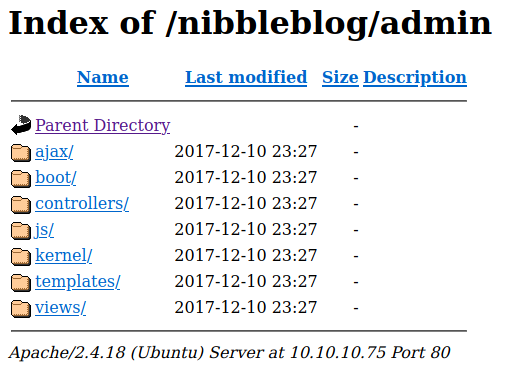 Index of /nibbleblog/admin
Name Last modified Size Description
Parent Directory -
ajax/ 2017-12-10 23:27 -
boot/ 2017-12-10 23:27 -
controllers/ 2017-12-10 23:27 -
js/ 2017-12-10 23:27 -
kernel/ 2017-12-10 23:27 -
templates/ 2017-12-10 23:27 -
views/ 2017-12-10 23:27 -
Apache/2.4.18 (Ubuntu) Server at 10.10.10.75 Port 80